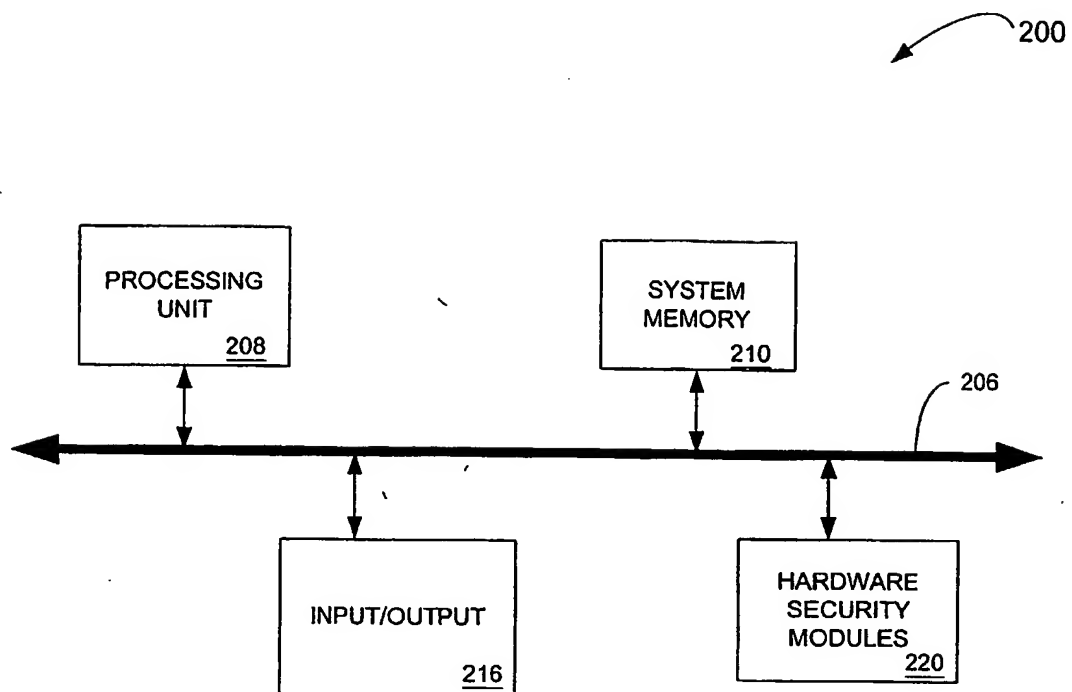 200
PROCESSING
UNIT
208
SYSTEM
MEMORY
210
206
INPUT/OUTPUT
216
HARDWARE
SECURITY
MODULES
220